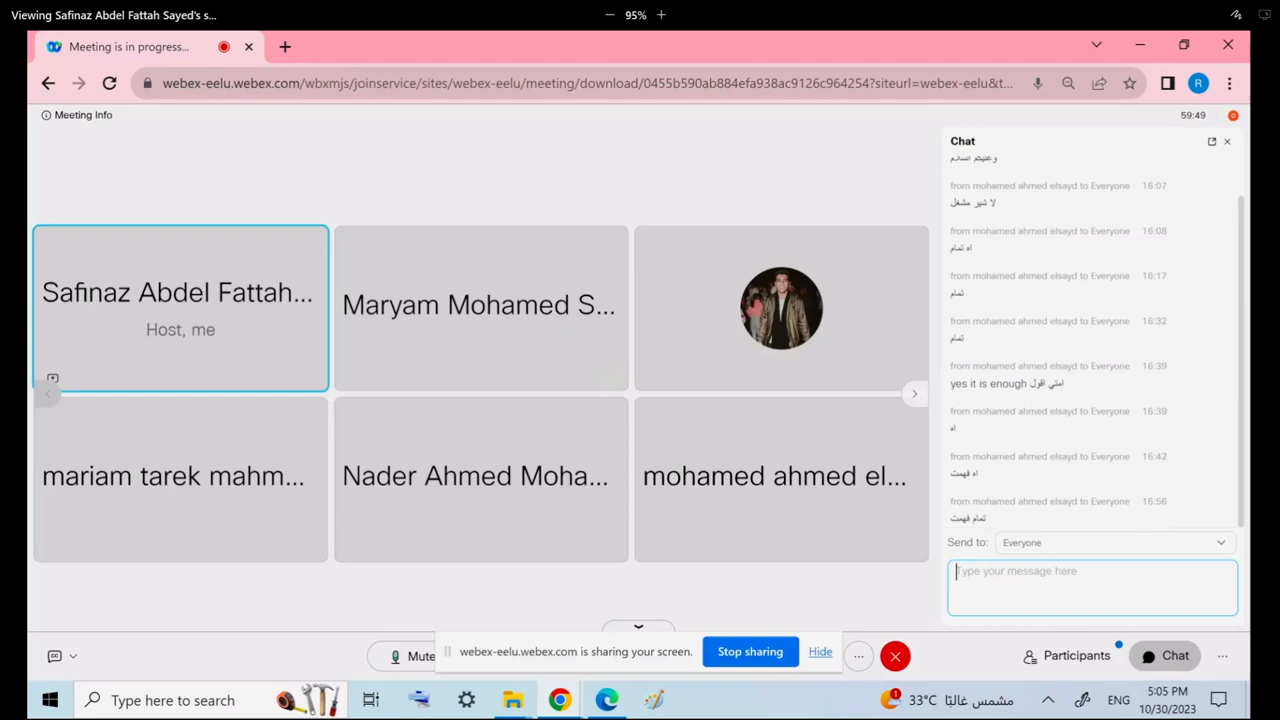 Viewing Safinaz Abdel Fattah Sayed's s...
95%
Meeting is in progress...
webex-eelu.webex.com/wbxmjs/joinservice/sites/webex-eelu/meeting/download/0455b590ab884efa938ac9126c964254?siteurl=webex-eelu&t...
R
Meeting Info
59:49
Safinaz Abdel Fattah...
Host, me
Maryam Mohamed S...
mariam tarek mahm...
Nader Ahmed Moha...
mohamed ahmed el...
Chat
وعليكم السلام
from mohamed ahmed elsayd to Everyone 16:07
لا شير مشغل
from mohamed ahmed elsayd to Everyone 16:08
اه تمام
from mohamed ahmed elsayd to Everyone 16:17
تمام
from mohamed ahmed elsayd to Everyone 16:32
تمام
from mohamed ahmed elsayd to Everyone 16:39
yes it is enough امتي اقول
from mohamed ahmed elsayd to Everyone 16:39
اه
from mohamed ahmed elsayd to Everyone 16:42
اه فهمت
from mohamed ahmed elsayd to Everyone 16:56
تمام فهمت
Send to: Everyone
Type your message here
Mute
webex-eelu.webex.com is sharing your screen.
Stop sharing
Hide
Participants
Chat
Type here to search
1
33°C مشمس غالبًا
ENG
5:05 PM
10/30/2023